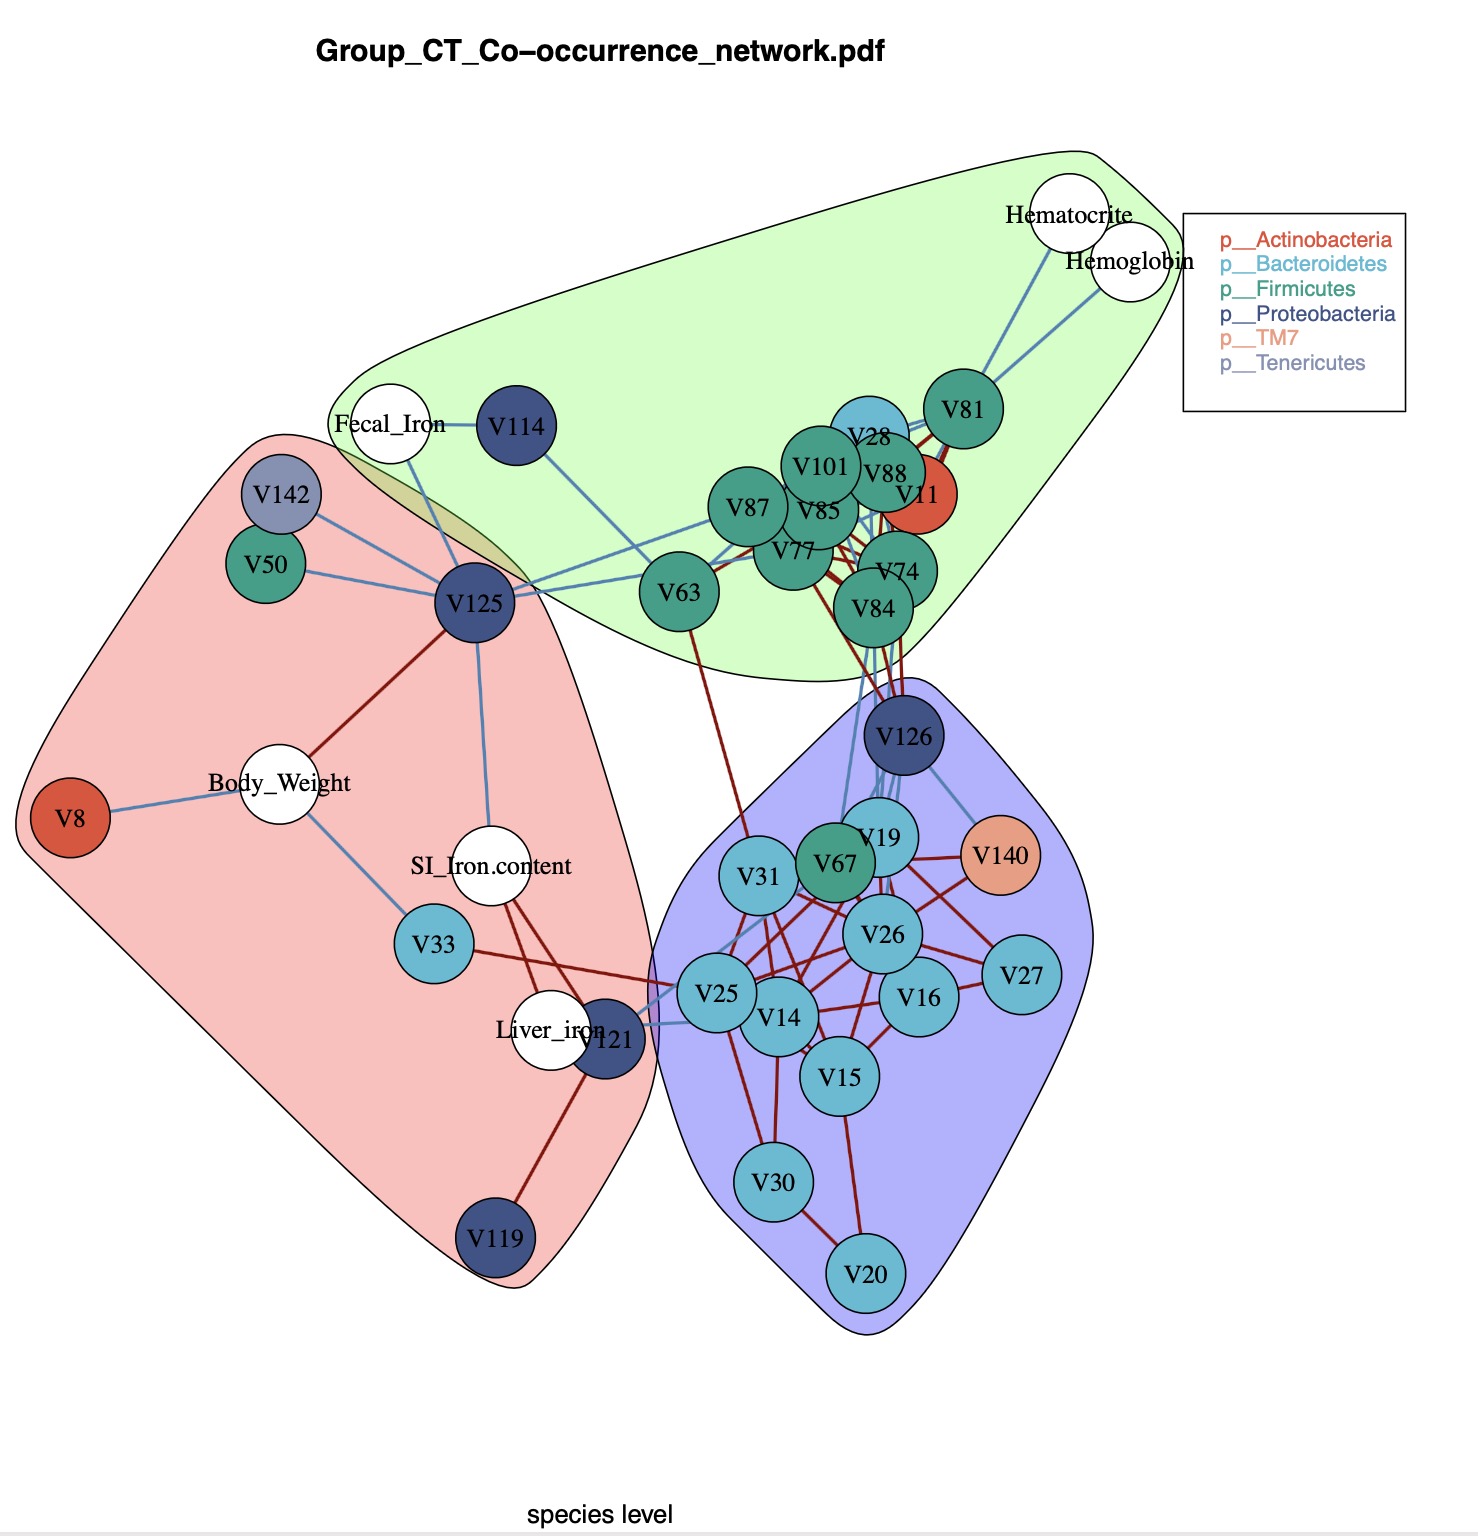 Group_CT_Co–occurrence_network.pdf
Hematocrite
Hemoglobin
p__Actinobacteria
p__Bacteroidetes
p__Firmicutes
p__Proteobacteria
p__TM7
p__Tenericutes
Fecal_Iron
V114
V81
V28
V101
V88
V11
V142
V87
V85
V50
V77
V74
V125
V63
V84
V126
Body_Weight
V8
SI_Iron.content
V19
V67
V140
V31
V33
V26
V27
V25
V16
V14
Liver_iron
V121
V15
V30
V119
V20
species level